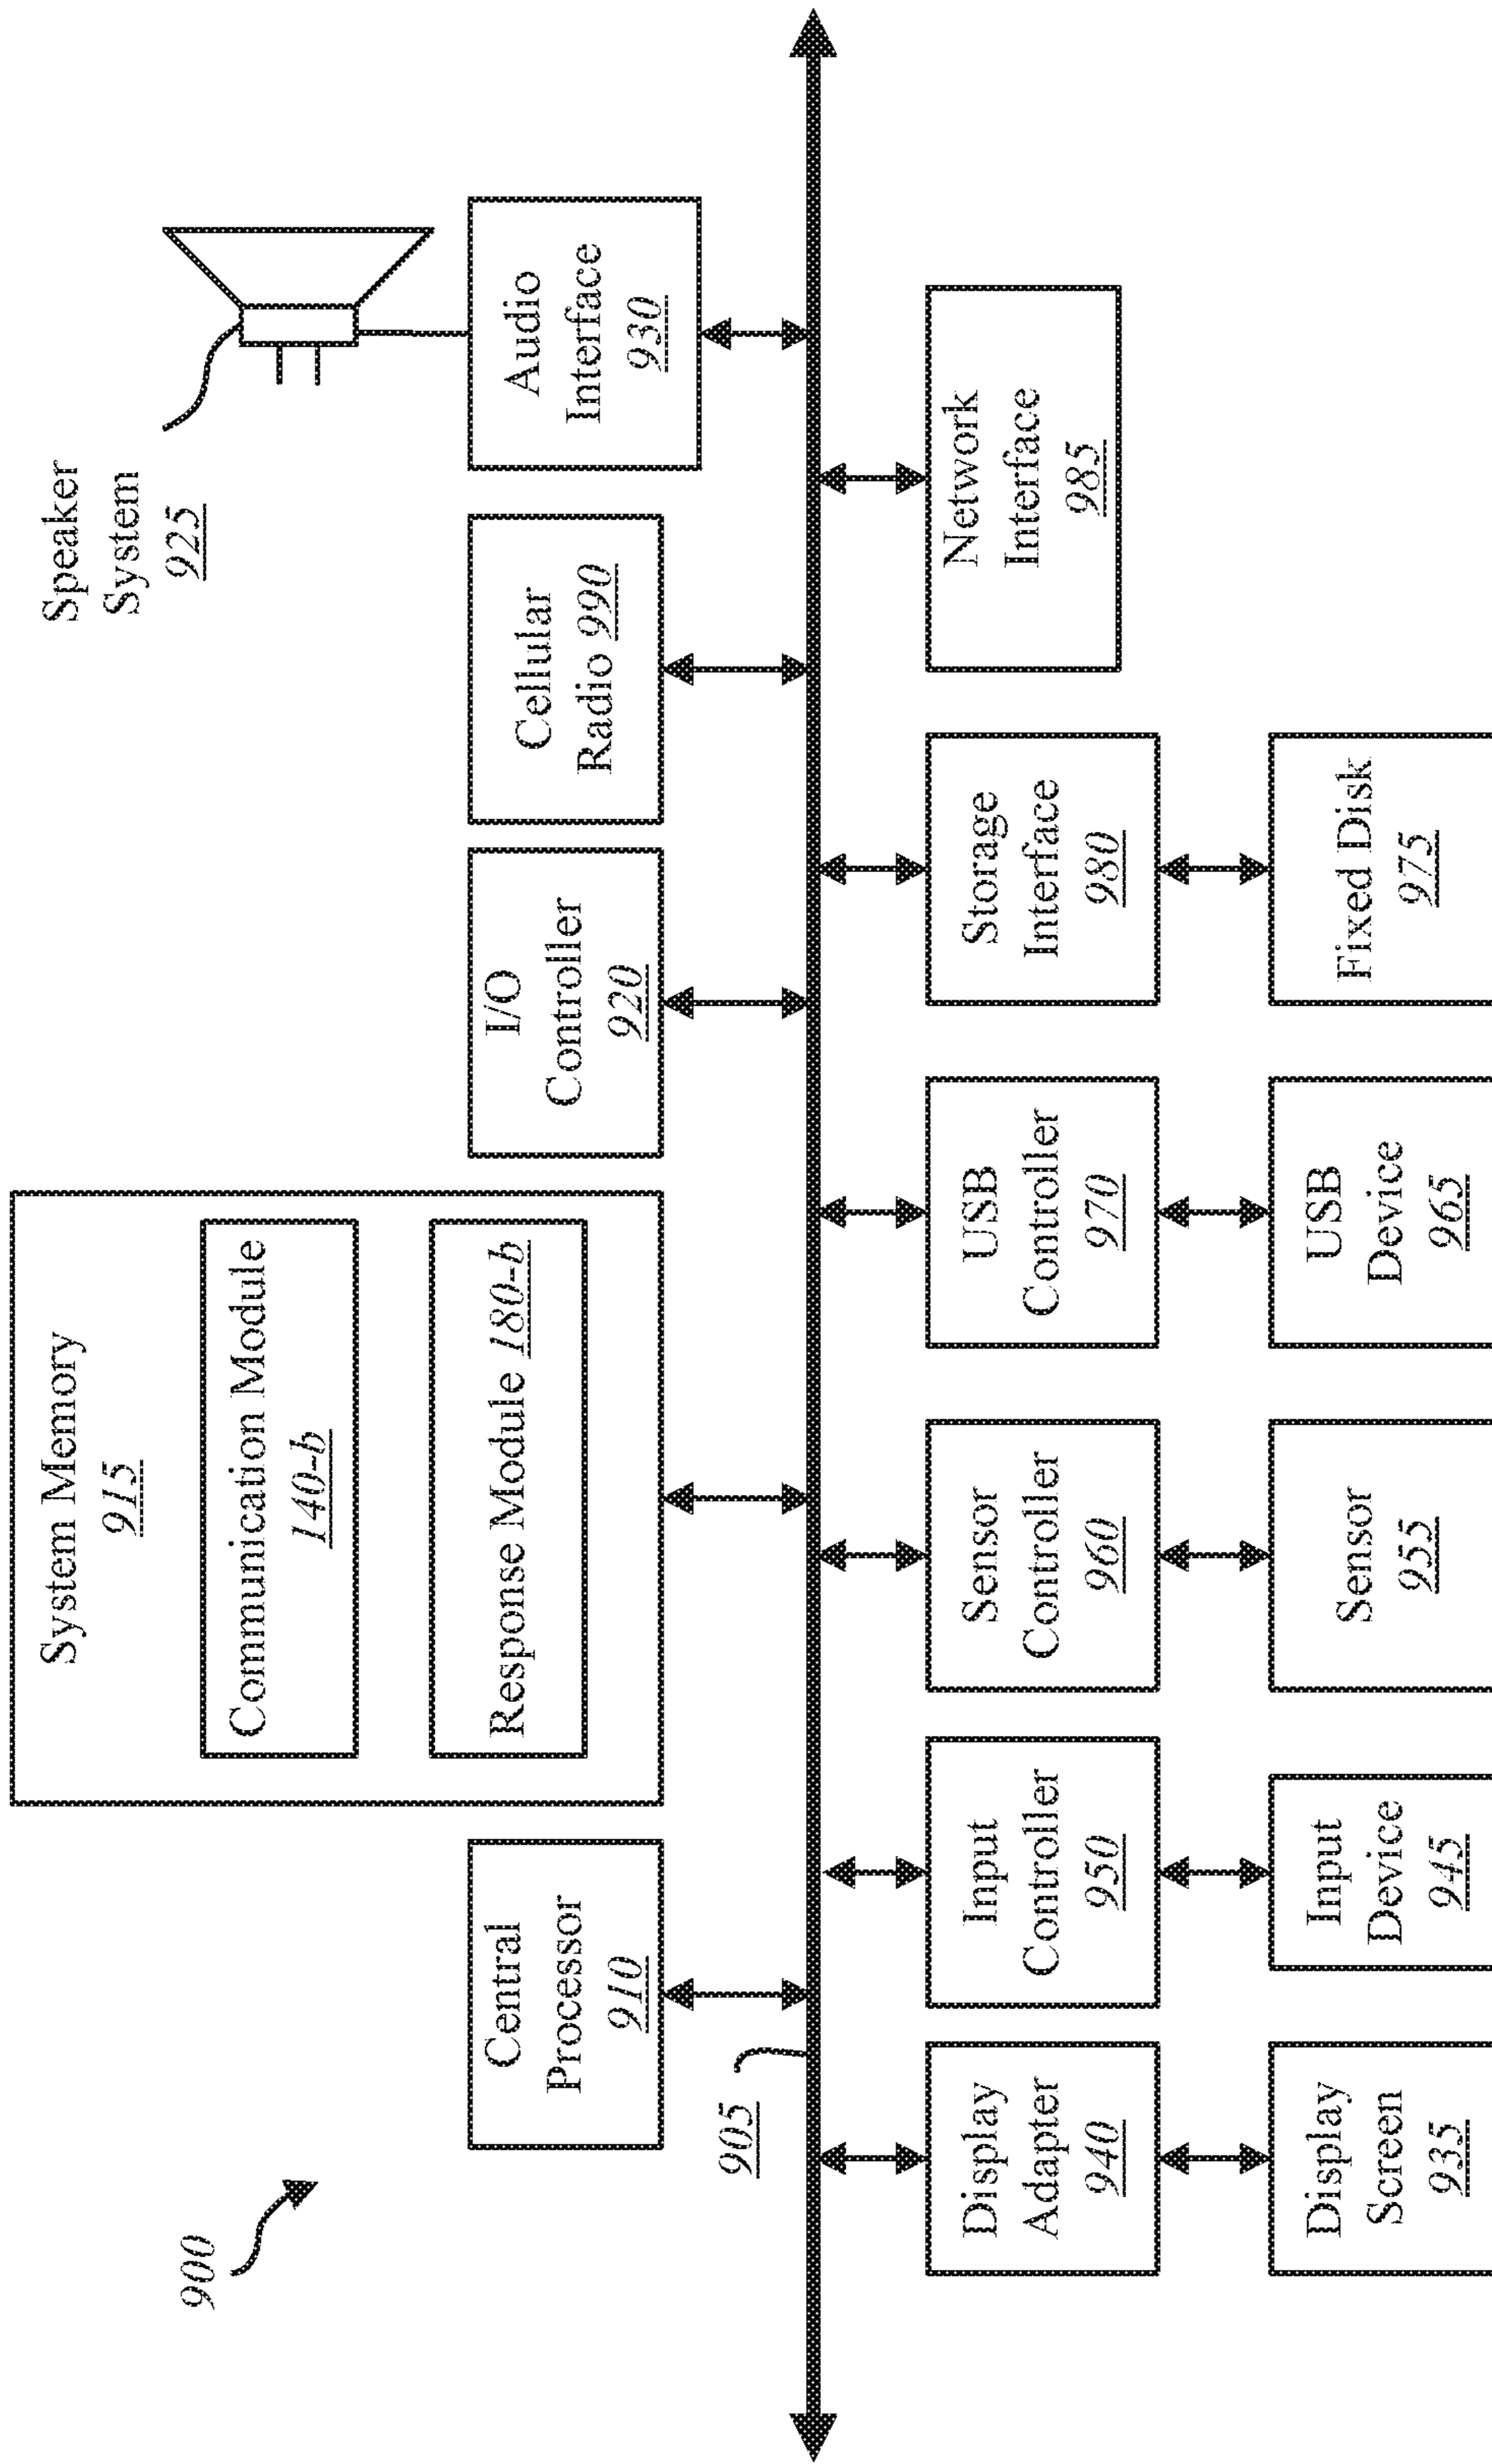 900
Speaker
System
925
System Memory
915
Communication Module
140-b
Response Module 180-b
Central
Processor
910
I/O
Controller
920
Cellular
Radio 990
Audio
Interface
930
905
Display
Adapter
940
Input
Controller
950
Sensor
Controller
960
USB
Controller
970
Storage
Interface
980
Network
Interface
985
Display
Screen
935
Input
Device
945
Sensor
955
USB
Device
965
Fixed Disk
975